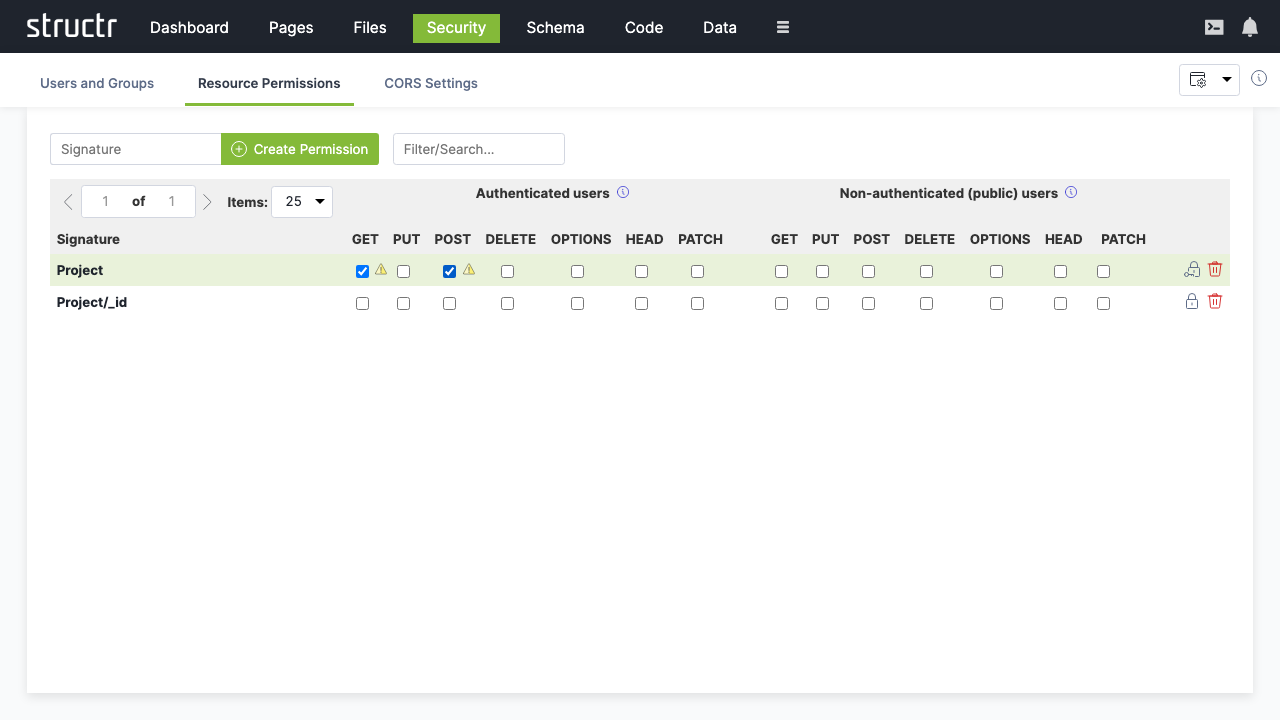 structr Dashboard Pages Files Security Schema Code Data
Users and Groups Resource Permissions CORS Settings
Signature Create Permission Filter/Search...
1 of 1 Items: 25 Authenticated users Non-authenticated (public) users
Signature GET PUT POST DELETE OPTIONS HEAD PATCH GET PUT POST DELETE OPTIONS HEAD PATCH
Project
Project/_id